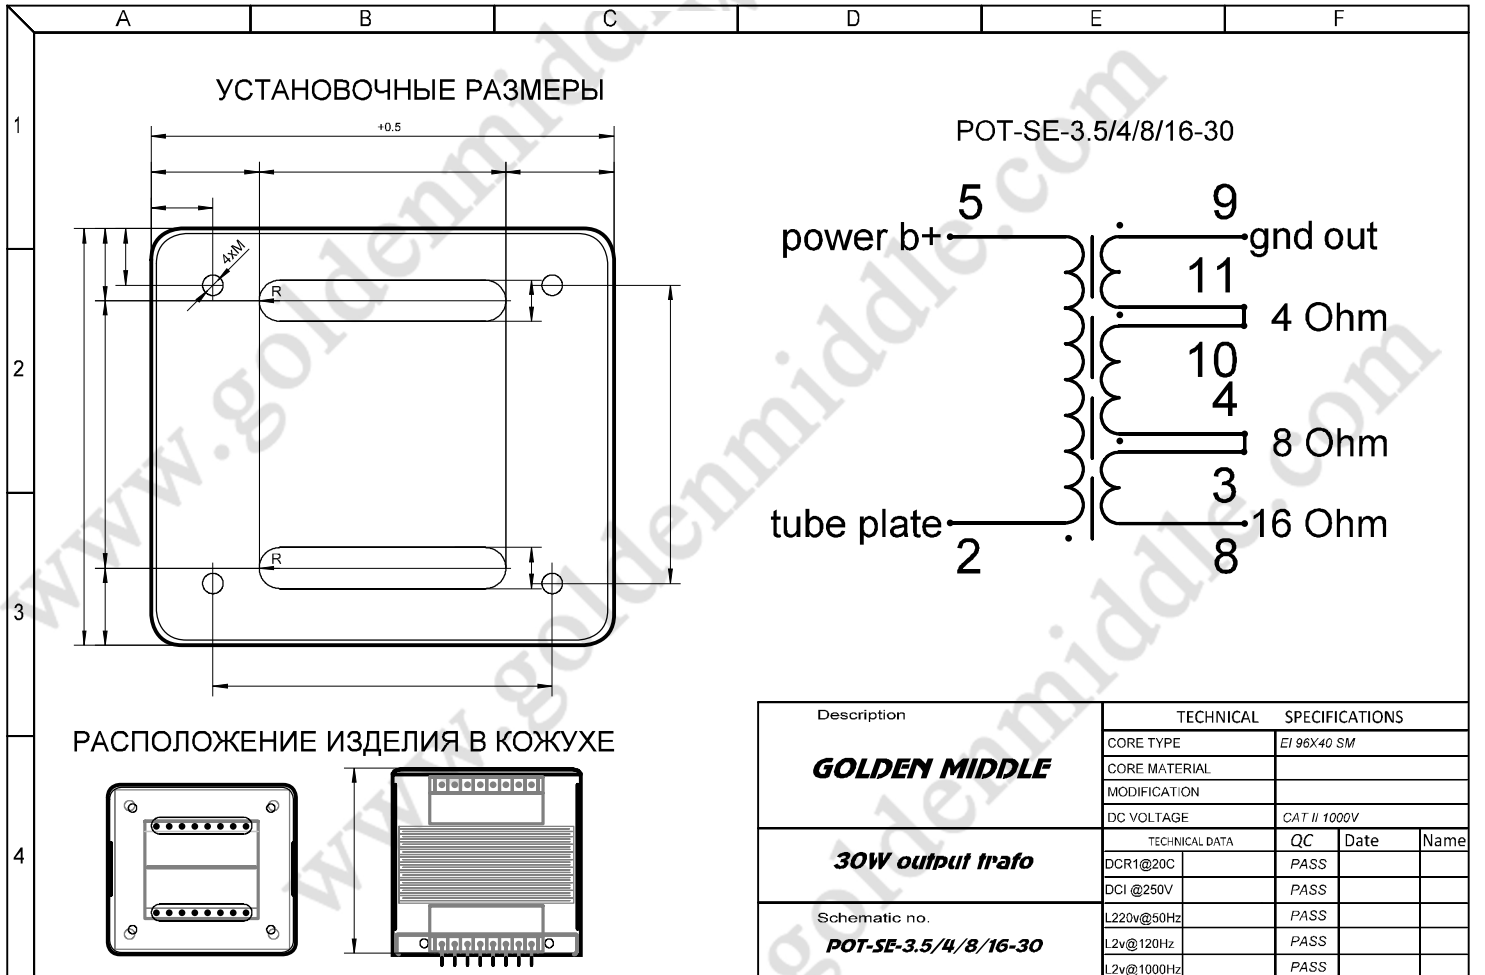 A B C D E F
1
2
3
4
УСТАНОВОЧНЫЕ РАЗМЕРЫ
+0.5
4xM
R
R
POT-SE-3.5/4/8/16-30
5 9
power b+ gnd out
11
4 Ohm
10
4
8 Ohm
3
tube plate 16 Ohm
2 8
РАСПОЛОЖЕНИЕ ИЗДЕЛИЯ В КОЖУХЕ
Description
GOLDEN MIDDLE
30W output trafo
Schematic no.
POT-SE-3.5/4/8/16-30
TECHNICAL SPECIFICATIONS
CORE TYPE EI 96X40 SM
CORE MATERIAL
MODIFICATION
DC VOLTAGE CAT II 1000V
TECHNICAL DATA QC Date Name
DCR1@20C PASS
DCI @250V PASS
L220v@50Hz PASS
L2v@120Hz PASS
L2v@1000Hz PASS
www.goldenmiddle.com
www.goldenmiddle.com
www.goldenmiddle.com